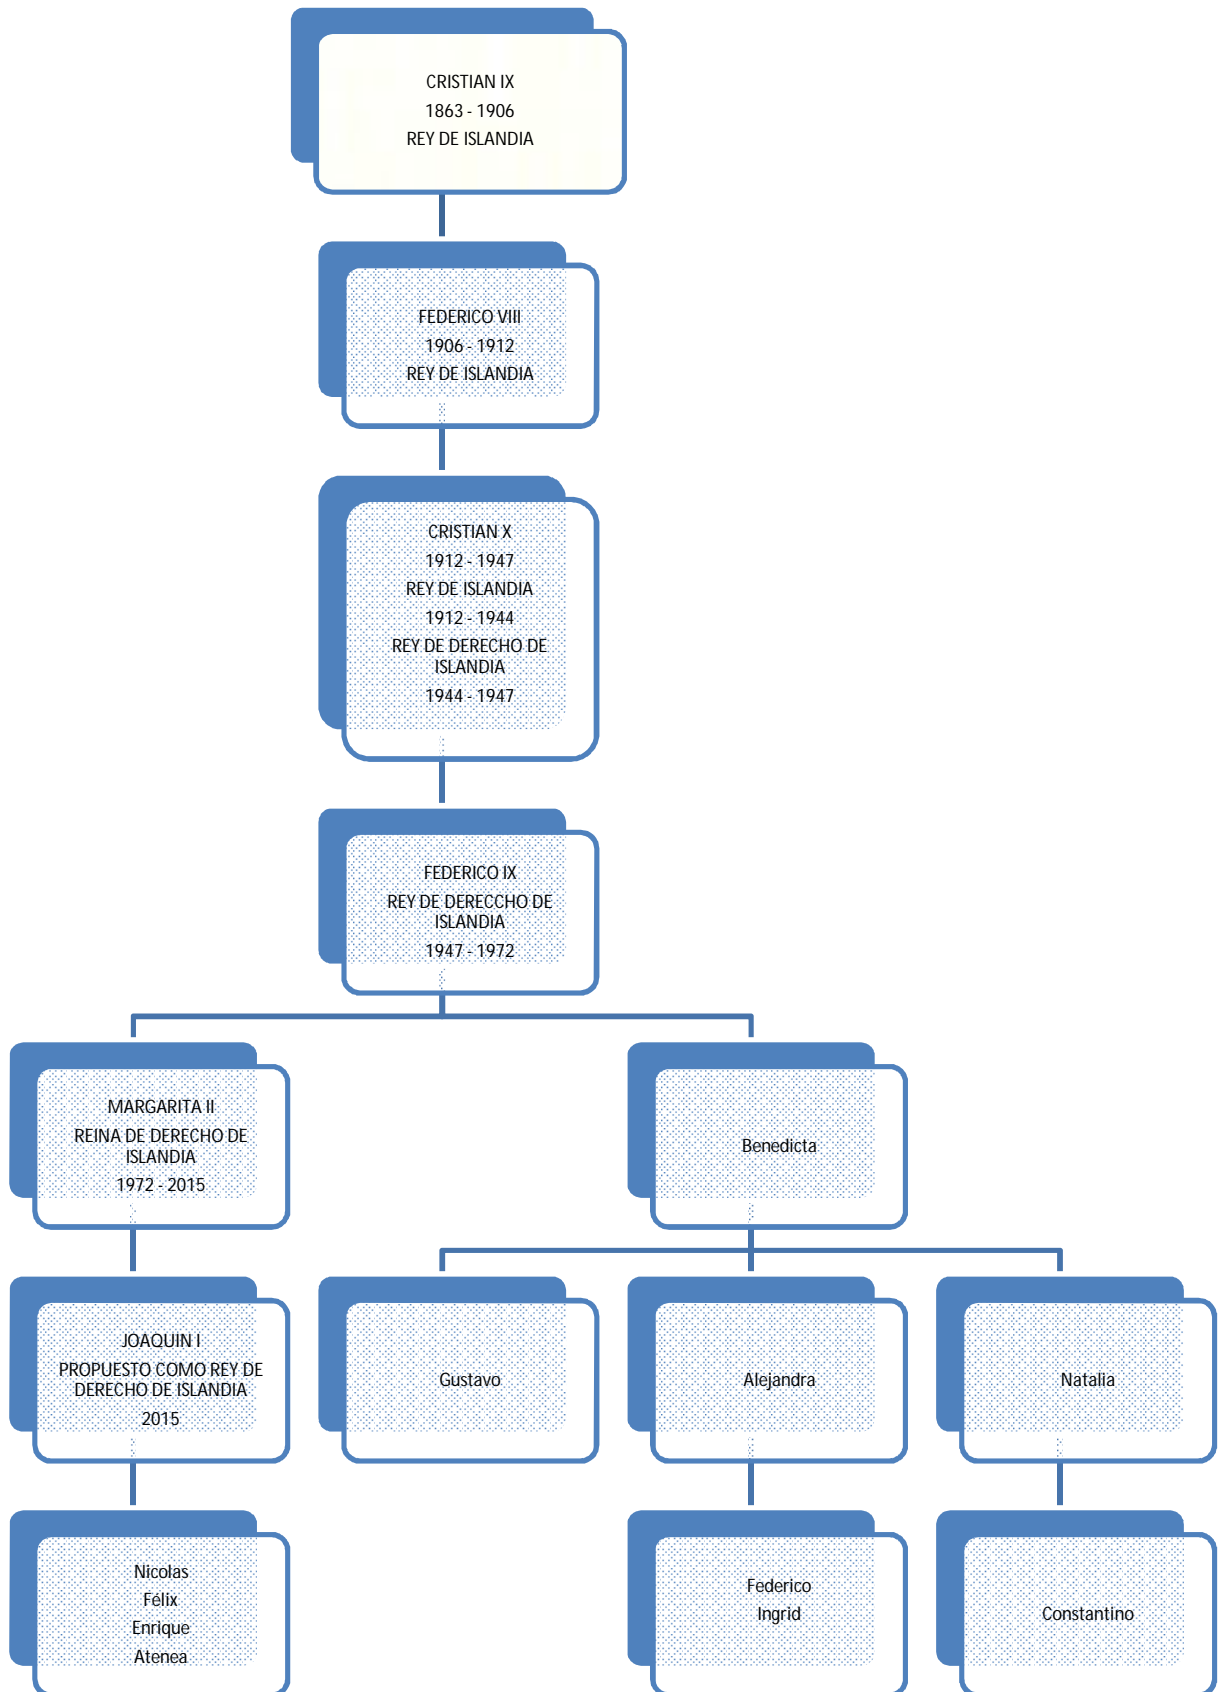 CRISTIAN IX
1863 - 1906
REY DE ISLANDIA
FEDERICO VIII
1906 - 1912
REY DE ISLANDIA
CRISTIAN X
1912 - 1947
REY DE ISLANDIA
1912 - 1944
REY DE DERECHO DE
ISLANDIA
1944 - 1947
FEDERICO IX
REY DE DERECCHO DE
ISLANDIA
1947 - 1972
MARGARITA II
REINA DE DERECHO DE
ISLANDIA
1972 - 2015
Benedicta
JOAQUIN I
PROPUESTO COMO REY DE
DERECHO DE ISLANDIA
2015
Gustavo
Alejandra
Natalia
Nicolas
Félix
Enrique
Atenea
Federico
Ingrid
Constantino